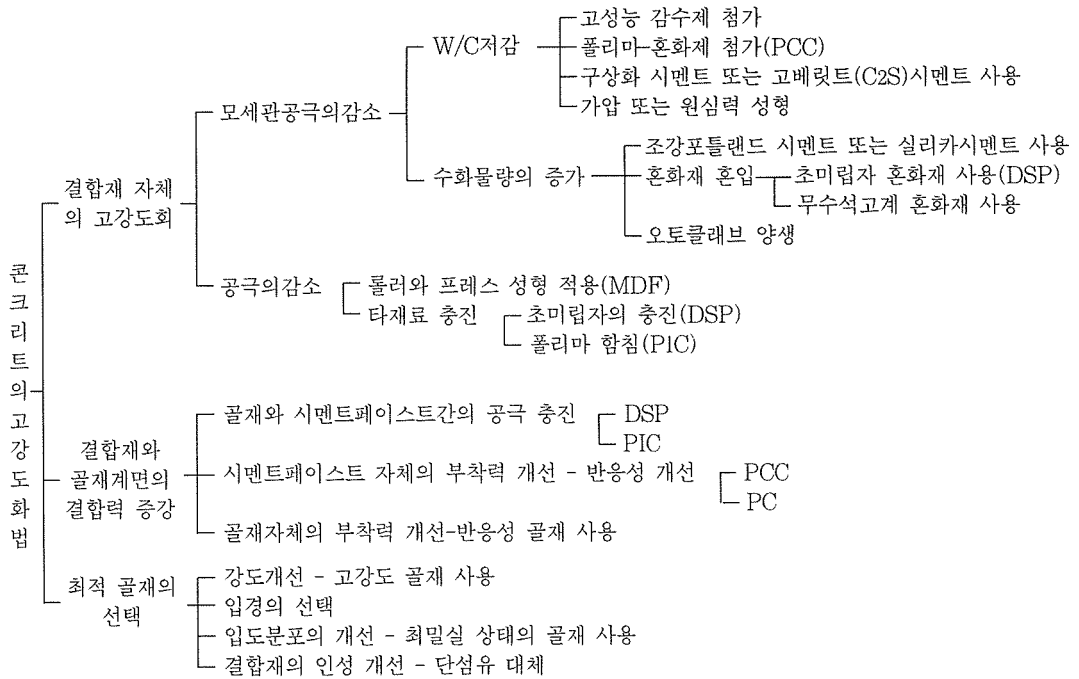 콘크리트의고강도화법
결합재 자체
의 고강도회
모세관공극의감소
W/C저감
고성능 감수제 첨가
폴리마-혼화제 첨가(PCC)
구상화 시멘트 또는 고베릿트(C2S)시멘트 사용
가압 또는 원심력 성형
수화물량의 증가
조강포틀랜드 시멘트 또는 실리카시멘트 사용
혼화재 혼입
초미립자 혼화재 사용(DSP)
무수석고계 혼화재 사용
오토클래브 양생
공극의감소
롤러와 프레스 성형 적용(MDF)
타재료 충진
초미립자의 충진(DSP)
폴리마 함침(P1C)
결합재와
골재계면의
결합력 증강
골재와 시멘트페이스트간의 공극 충진
DSP
PIC
시멘트페이스트 자체의 부착력 개선 - 반응성 개선
PCC
PC
골재자체의 부착력 개선-반응성 골재 사용
최적 골재의
선택
강도개선 - 고강도 골재 사용
입경의 선택
입도분포의 개선 - 최밀실 상태의 골재 사용
결합재의 인성 개선 - 단섬유 대체